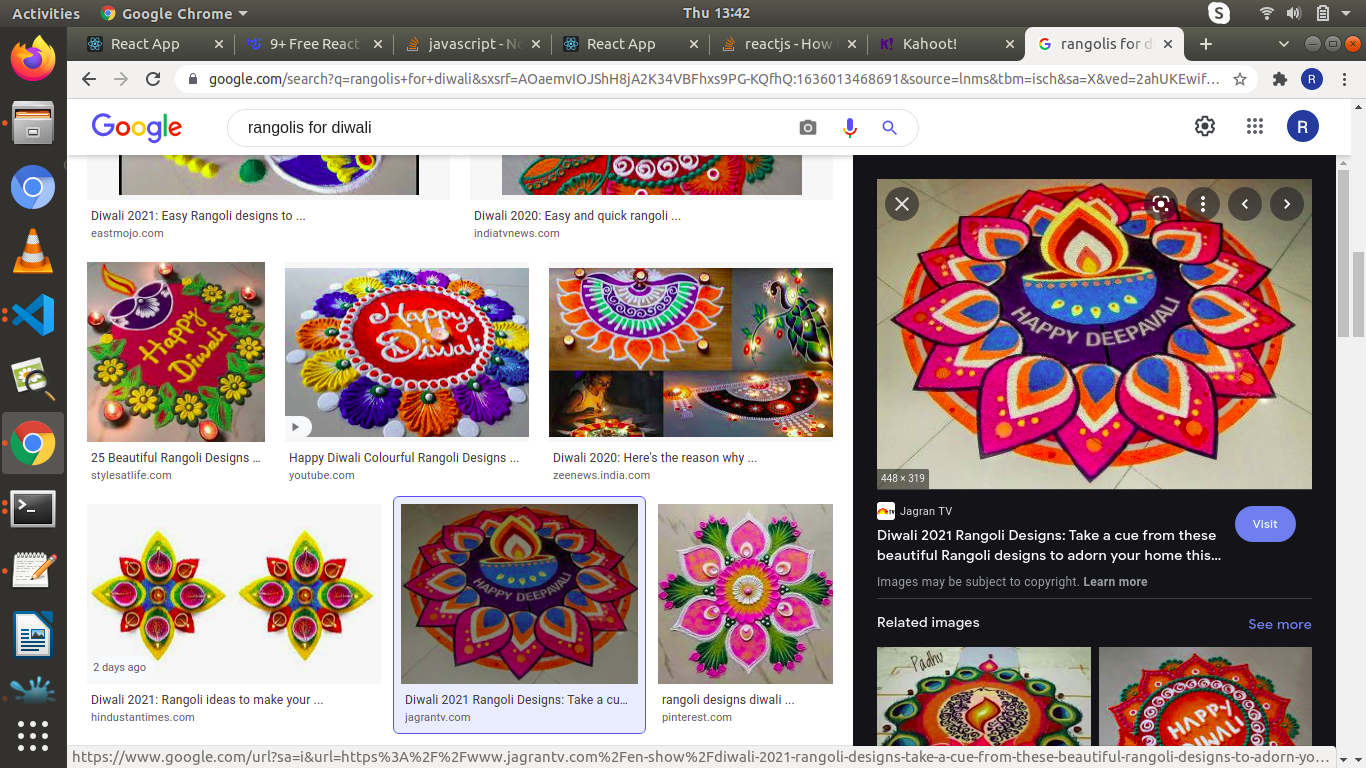 Activities
Google Chrome
Thu 13:42
React App
9+ Free React
javascript - No
React App
reactjs - How
Kahoot!
rangolis for d
google.com/search?q=rangolis+for+diwali&sxsrf=AOaemvIOJShH8jA2K34VBFhxs9PG-KQfhQ:1636013468691&source=lnms&tbm=isch&sa=X&ved=2ahUKEwif...
R
Google
rangolis for diwali
R
Diwali 2021: Easy Rangoli designs to ...
eastmojo.com
Diwali 2020: Easy and quick rangoli ...
indiatvnews.com
Happy
Diwali
Happy
Diwali
25 Beautiful Rangoli Designs ...
stylesatlife.com
Happy Diwali Colourful Rangoli Designs ...
youtube.com
Diwali 2020: Here's the reason why ...
zeenews.india.com
2 days ago
HAPPY DEEPAVALI
Diwali 2021: Rangoli ideas to make your ...
hindustantimes.com
Diwali 2021 Rangoli Designs: Take a cu...
jagrantv.com
rangoli designs diwali ...
pinterest.com
HAPPY DEEPAVALI
448 × 319
Jagran TV
Diwali 2021 Rangoli Designs: Take a cue from these
beautiful Rangoli designs to adorn your home this...
Visit
Images may be subject to copyright. Learn more
Related images
See more
Padhu
HAPPY
DIWALI
https://www.google.com/url?sa=i&url=https%3A%2F%2Fwww.jagrantv.com%2Fen-show%2Fdiwali-2021-rangoli-designs-take-a-cue-from-these-beautiful-rangoli-designs-to-adorn-yo...